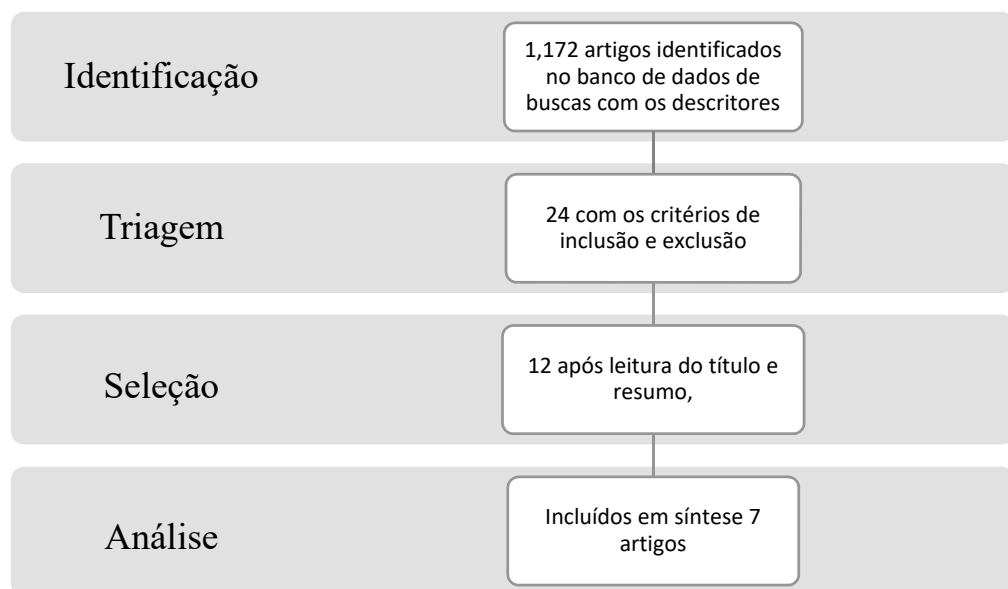 Identificação
1,172 artigos identificados
no banco de dados de
buscas com os descritores
Triagem
24 com os critérios de
inclusão e exclusão
Seleção
12 após leitura do título e
resumo,
Análise
Incluídos em síntese 7
artigos